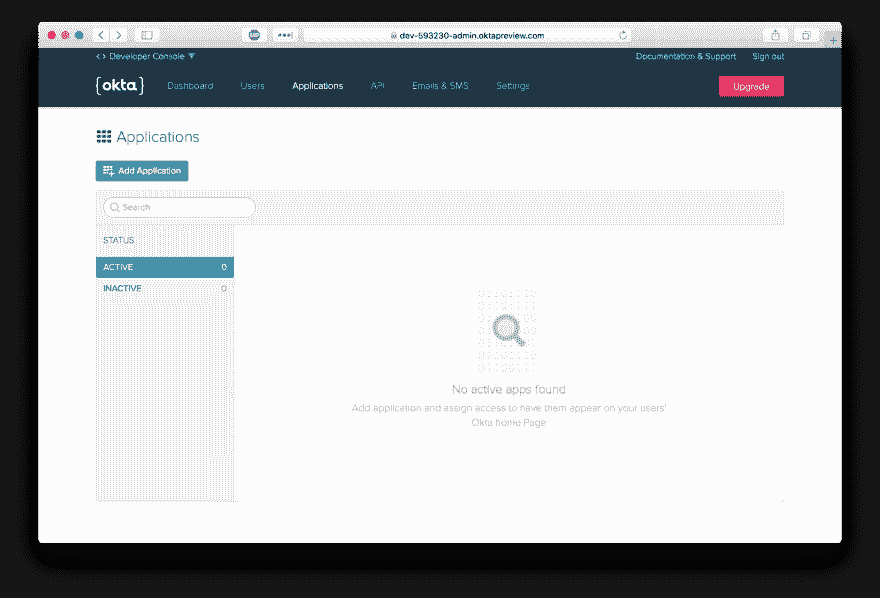 dev-593230-admin.oktapreview.com
<> Developer Console
Documentation & Support Sign out
{okta} Dashboard Users Applications API Emails & SMS Settings Upgrade
Applications
Add Application
Search
STATUS
ACTIVE 0
INACTIVE 0
No active apps found
Add application and assign access to have them appear on your users'
Okta home Page